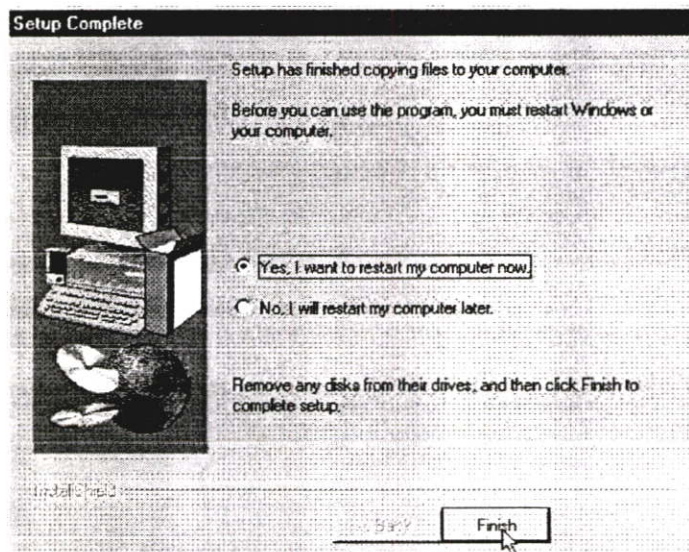 Setup Complete
Setup has finished copying files to your computer.
Before you can use the program, you must restart Windows or
your computer.
Yes, I want to restart my computer now.
No, I will restart my computer later.
Remove any disks from their drives, and then click Finish to
complete setup.
InstallShield
< Back
Finish